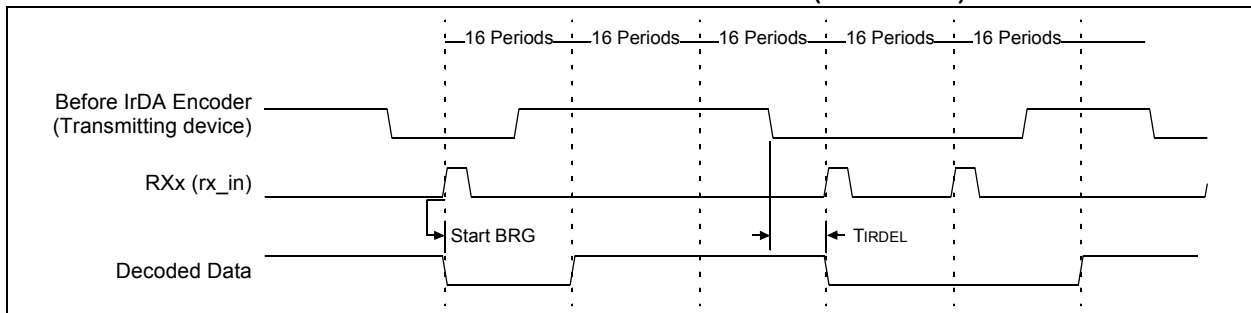 16 Periods 16 Periods 16 Periods 16 Periods 16 Periods
Before IrDA Encoder
(Transmitting device)
RXx (rx_in)
Start BRG
TIRDEL
Decoded Data